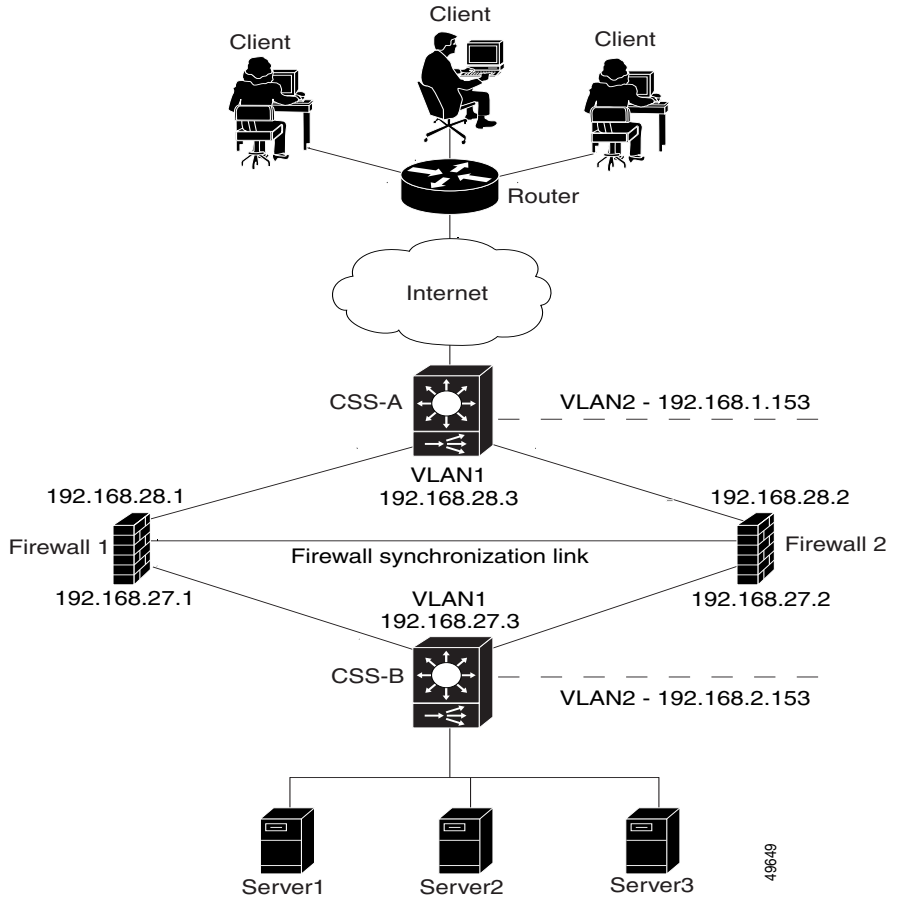 Client
Client
Client
Router
Internet
CSS-A
VLAN2 - 192.168.1.153
VLAN1
192.168.28.3
192.168.28.1
192.168.28.2
Firewall 1
Firewall synchronization link
Firewall 2
192.168.27.1
VLAN1
192.168.27.3
192.168.27.2
CSS-B
VLAN2 - 192.168.2.153
Server1
Server2
Server3
49649